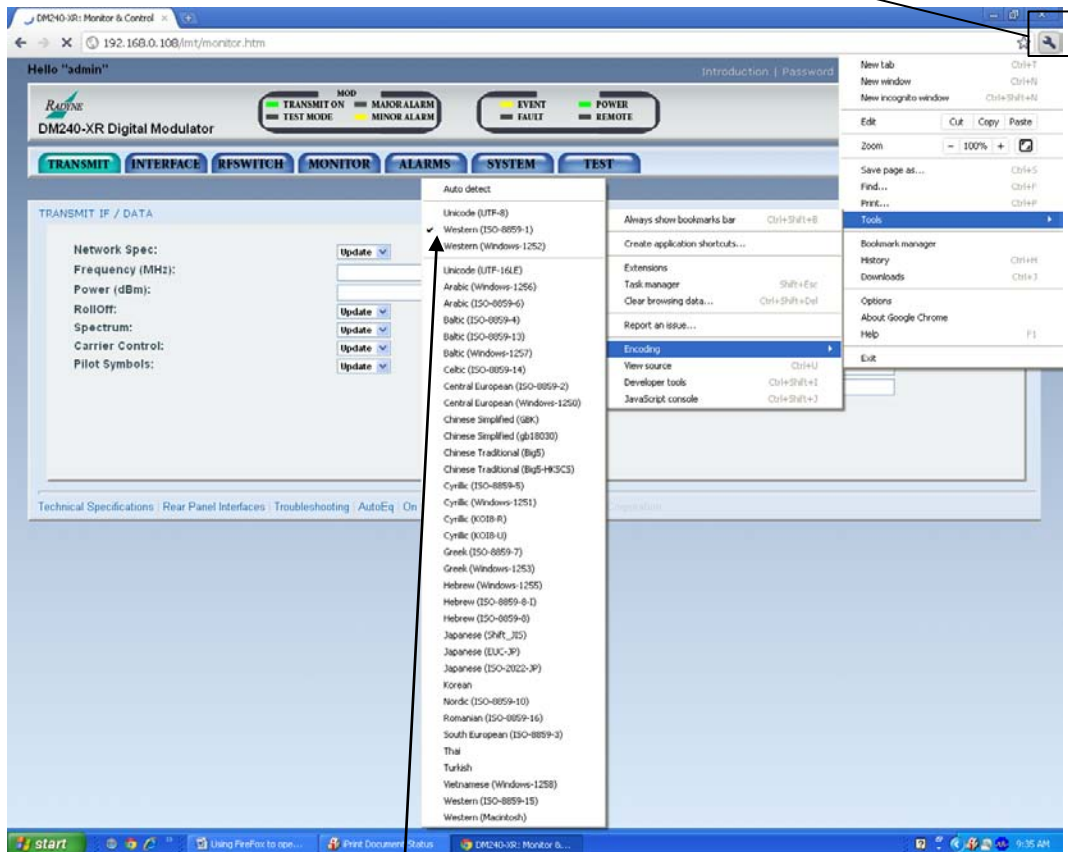 DM240-XR: Monitor & Control
192.168.0.108/lmt/monitor.htm
Hello "admin"
Introduction | Password
RADYNE
DM240-XR Digital Modulator
MOD
TRANSMIT ON
MAJOR ALARM
TEST MODE
MINOR ALARM
EVENT
FAULT
POWER
REMOTE
TRANSMIT
INTERFACE
RFSWITCH
MONITOR
ALARMS
SYSTEM
TEST
TRANSMIT IF / DATA
Network Spec:
Update
Frequency (MHz):
Power (dBm):
RollOff:
Update
Spectrum:
Update
Carrier Control:
Update
Pilot Symbols:
Update
Technical Specifications | Rear Panel Interfaces | Troubleshooting | AutoEq | On
New tab Ctrl+T
New window Ctrl+N
New incognito window Ctrl+Shift+N
Edit Cut Copy Paste
Zoom - 100% +
Save page as... Ctrl+S
Find... Ctrl+F
Print... Ctrl+P
Tools
Bookmark manager
History Ctrl+H
Downloads Ctrl+J
Options
About Google Chrome
Help F1
Exit
Always show bookmarks bar Ctrl+Shift+B
Create application shortcuts...
Extensions
Task manager Shift+Esc
Clear browsing data... Ctrl+Shift+Del
Report an issue...
Encoding
View source Ctrl+U
Developer tools Ctrl+Shift+I
JavaScript console Ctrl+Shift+J
Auto detect
Unicode (UTF-8)
Western (ISO-8859-1)
Western (Windows-1252)
Unicode (UTF-16LE)
Arabic (Windows-1256)
Arabic (ISO-8859-6)
Baltic (ISO-8859-4)
Baltic (ISO-8859-13)
Baltic (Windows-1257)
Celtic (ISO-8859-14)
Central European (ISO-8859-2)
Central European (Windows-1250)
Chinese Simplified (GBK)
Chinese Simplified (gb18030)
Chinese Traditional (Big5)
Chinese Traditional (Big5-HKSCS)
Cyrillic (ISO-8859-5)
Cyrillic (Windows-1251)
Cyrillic (KOI8-R)
Cyrillic (KOI8-U)
Greek (ISO-8859-7)
Greek (Windows-1253)
Hebrew (Windows-1255)
Hebrew (ISO-8859-8-I)
Hebrew (ISO-8859-8)
Japanese (Shift_JIS)
Japanese (EUC-JP)
Japanese (ISO-2022-JP)
Korean
Nordic (ISO-8859-10)
Romanian (ISO-8859-16)
South European (ISO-8859-3)
Thai
Turkish
Vietnamese (Windows-1258)
Western (ISO-8859-15)
Western (Macintosh)
start
Using FireFox to ope...
Print Document Status
DM240-XR: Monitor &...
9:35 AM